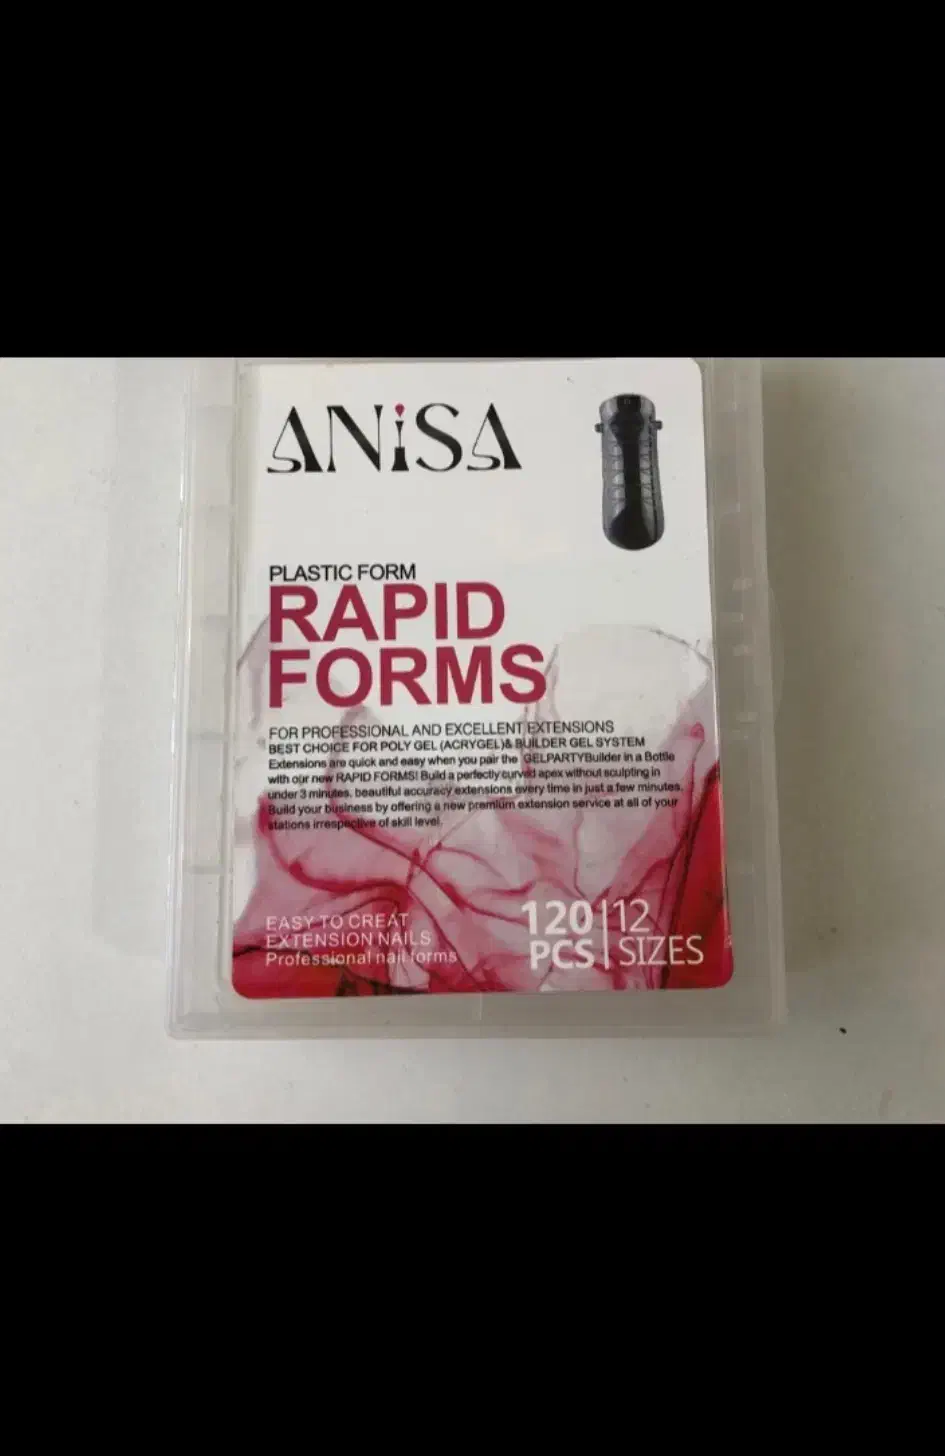 ANiSA
PLASTIC FORM
RAPID
FORMS
FOR PROFESSIONAL AND EXCELLENT EXTENSIONS
BEST CHOICE FOR POLY GEL (ACRYGEL)& BUILDER GEL SYSTEM
Extensions are quick and easy when you pair the GELPARTYBuilder in a Bottle
with our new RAPID FORMS! Build a perfectly curved apex without sculpting in
under 3 minutes. beautiful accuracy extensions every time in just a few minutes.
Build your business by offering a new premium extension service at all of your
stations irrespective of skill level.
EASY TO CREAT
EXTENSION NAILS
Professional nail forms
120 PCS
12 SIZES